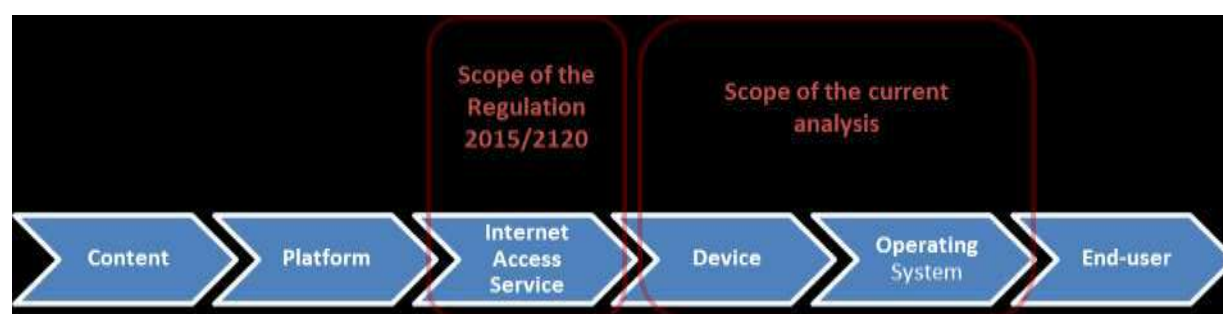 Scope of the
Regulation
2015/2120
Scope of the current
analysis
Content
Platform
Internet
Access
Service
Device
Operating
System
End-user